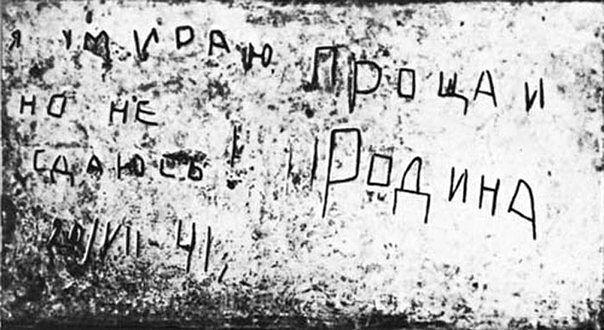 Я УМИРАЮ
НО НЕ
СДАЮСЬ!
20/VII-41.
ПРОЩАИ
РОДИНА